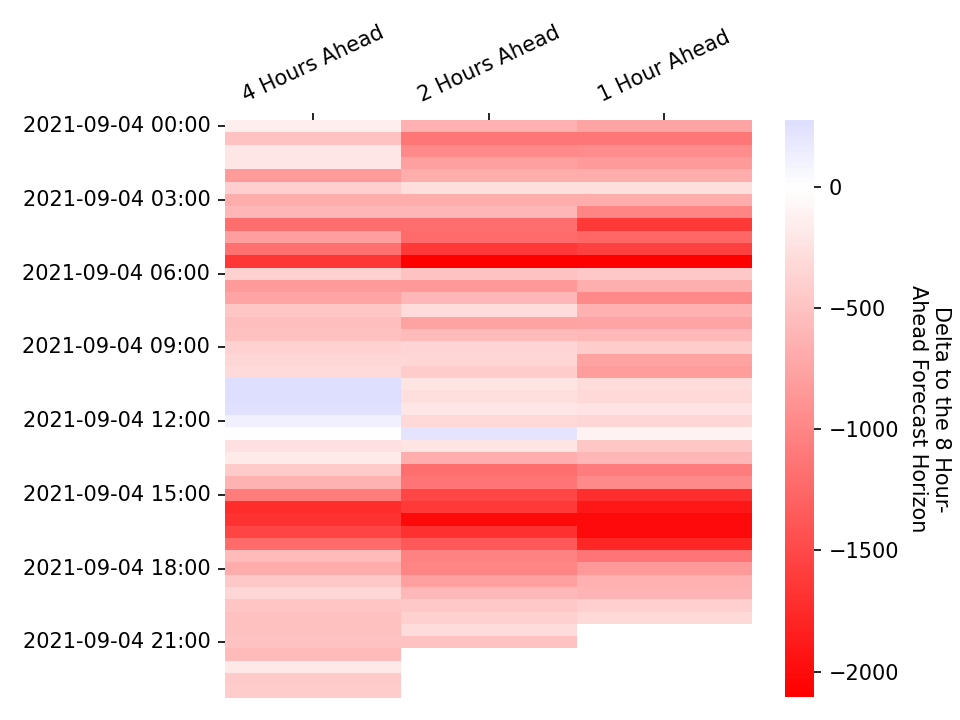 4 Hours Ahead
2 Hours Ahead
1 Hour Ahead
2021-09-04 00:00
2021-09-04 03:00
2021-09-04 06:00
2021-09-04 09:00
2021-09-04 12:00
2021-09-04 15:00
2021-09-04 18:00
2021-09-04 21:00
0
−500
−1000
−1500
−2000
Delta to the 8 Hour-
Ahead Forecast Horizon